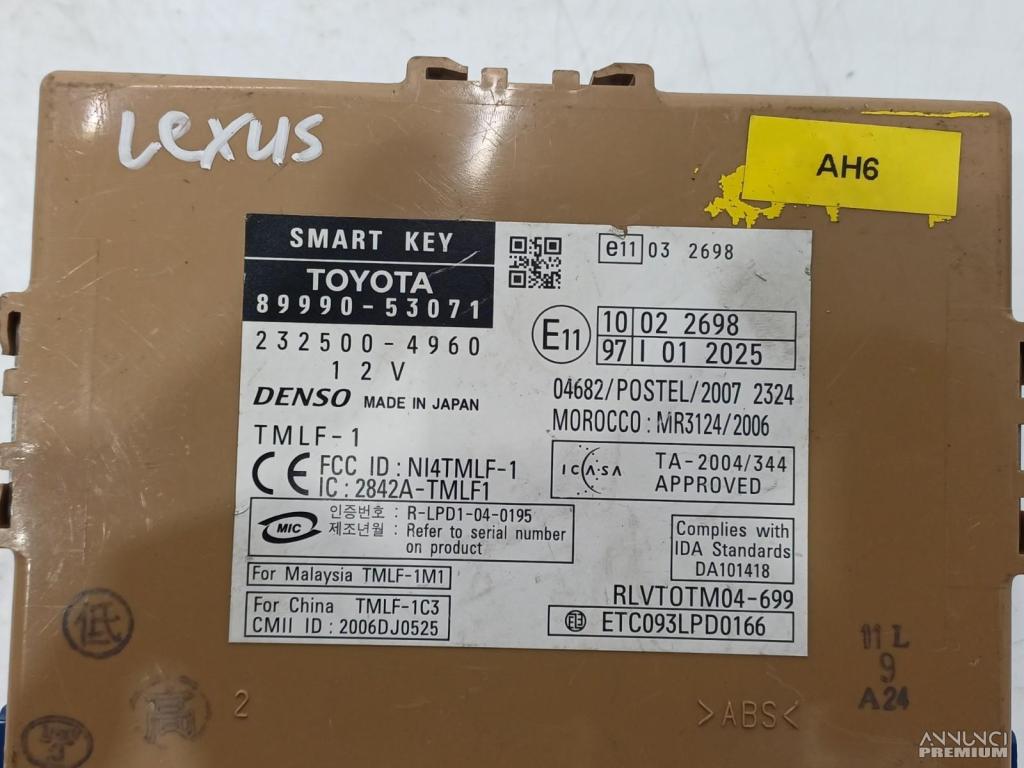 Lexus
AH6
SMART KEY
TOYOTA
89990-53071
232500-4960
12V
DENSO MADE IN JAPAN
TMLF-1
CE FCC ID : NI4TMLF-1
IC : 2842A-TMLF1
MIC 인증번호 : R-LPD1-04-0195
제조년월 : Refer to serial number
on product
For Malaysia TMLF-1M1
For China TMLF-1C3
CMII ID : 2006DJ0525
e11 03 2698
E11 10 02 2698
97 I 01 2025
04682/POSTEL/2007 2324
MOROCCO : MR3124/2006
ICASA TA-2004/344
APPROVED
Complies with
IDA Standards
DA101418
RLVTOTM04-699
ETC093LPD0166
低
高
2
>ABS<
11 L
9
A24
ANNUNCI
PREMIUM